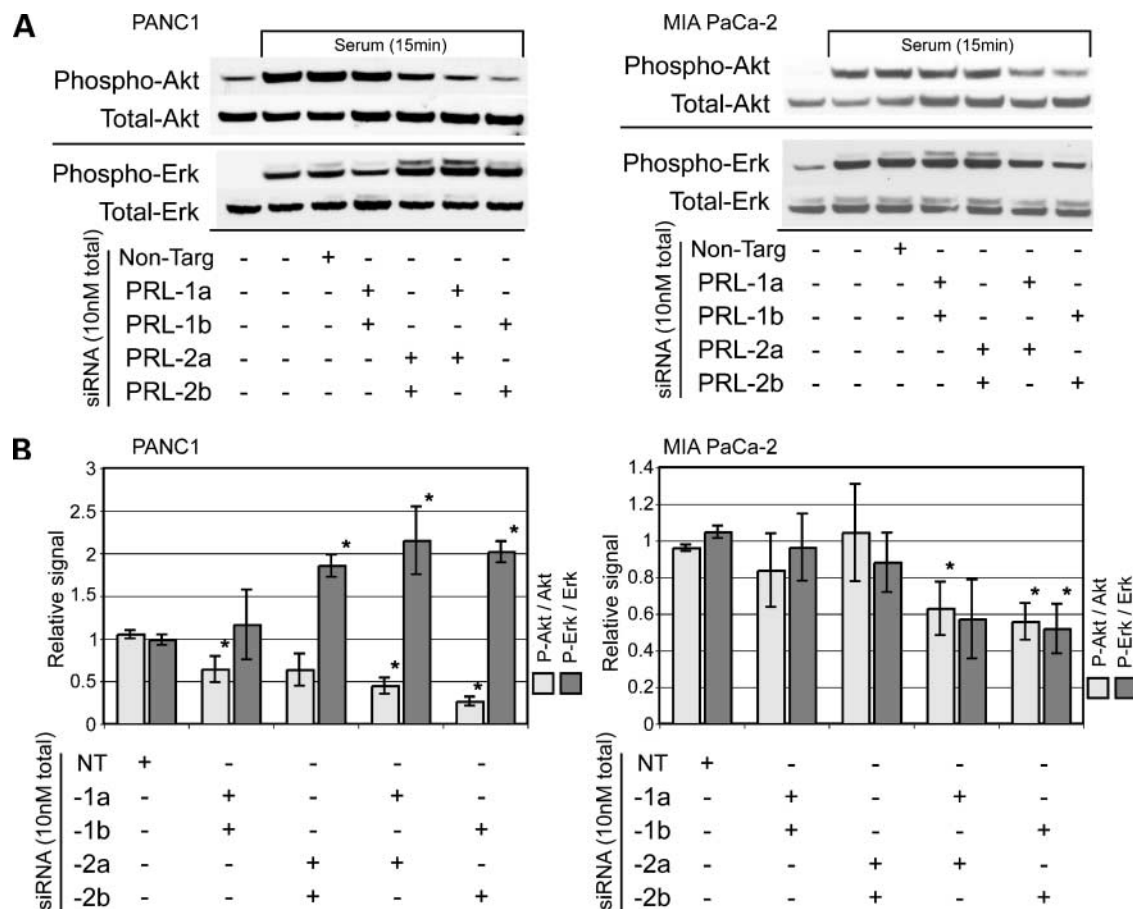 A
PANC1
Serum (15min)
Phospho-Akt
Total-Akt
Phospho-Erk
Total-Erk
siRNA (10nM total)
Non-Targ - - + - - - -
PRL-1a - - - + - + -
PRL-1b - - - + - - +
PRL-2a - - - - + + -
PRL-2b - - - - + - +
MIA PaCa-2
Serum (15min)
Phospho-Akt
Total-Akt
Phospho-Erk
Total-Erk
siRNA (10nM total)
Non-Targ - - + - - - -
PRL-1a - - - + - + -
PRL-1b - - - + - - +
PRL-2a - - - - + + -
PRL-2b - - - - + - +
B
PANC1
Relative signal
3
2.5
2
1.5
1
0.5
0
* * * * * *
P-Akt / Akt
P-Erk / Erk
siRNA (10nM total)
NT + - - - -
-1a - + - + -
-1b - + - - +
-2a - - + + -
-2b - - + - +
MIA PaCa-2
Relative signal
1.4
1.2
1
0.8
0.6
0.4
0.2
0
* * *
P-Akt / Akt
P-Erk / Erk
siRNA (10nM total)
NT + - - - -
-1a - + - + -
-1b - + - - +
-2a - - + + -
-2b - - + - +